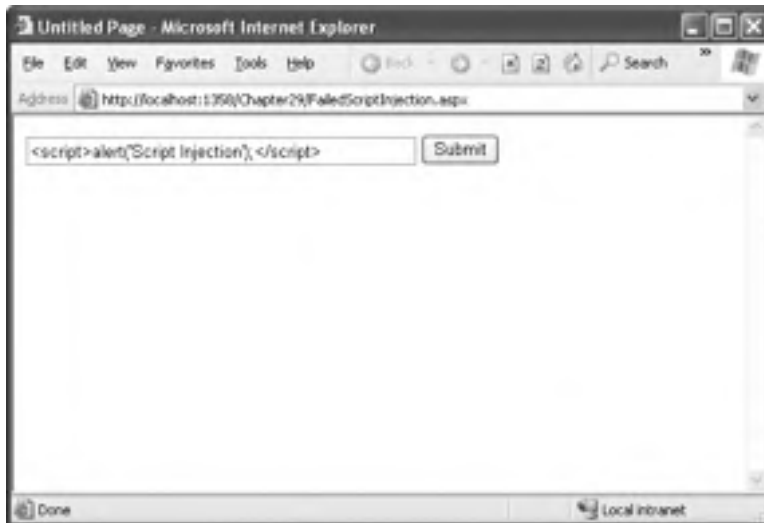 Untitled Page - Microsoft Internet Explorer
File Edit View Favorites Tools Help Back Search »
Address http://localhost:1358/Chapter29/FailedScriptInjection.aspx
<script>alert('Script Injection');</script> Submit
Done Local intranet